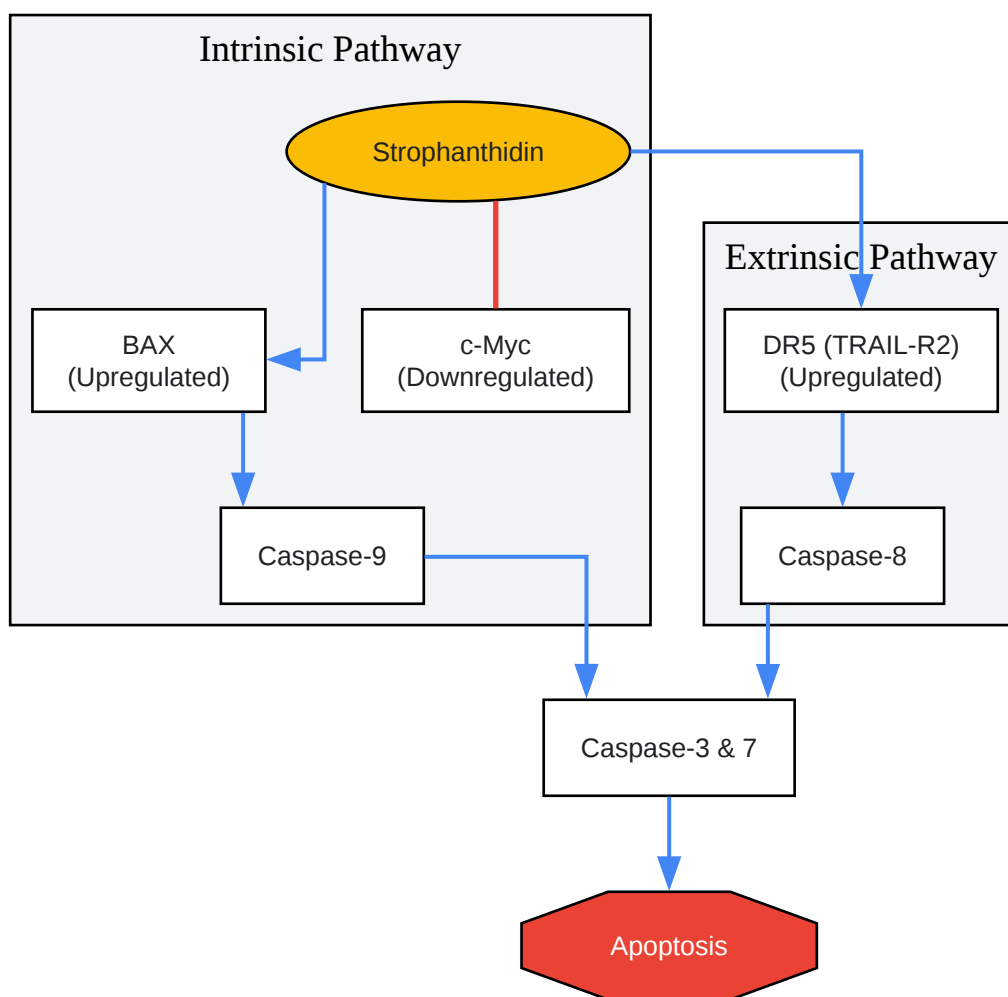 Intrinsic Pathway
Strophanthidin
Extrinsic Pathway
BAX
(Upregulated)
c-Myc
(Downregulated)
DR5 (TRAIL-R2)
(Upregulated)
Caspase-9
Caspase-8
Caspase-3 & 7
Apoptosis